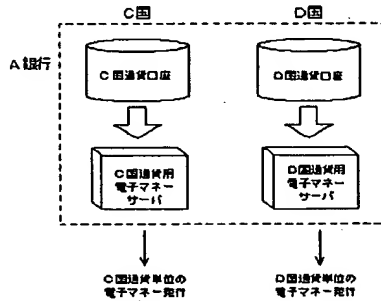 C国
D国
A銀行
C国通貨口座
D国通貨口座
C国通貨用
電子マネー
サーバ
D国通貨用
電子マネー
サーバ
C国通貨単位の
電子マネー発行
D国通貨単位の
電子マネー発行